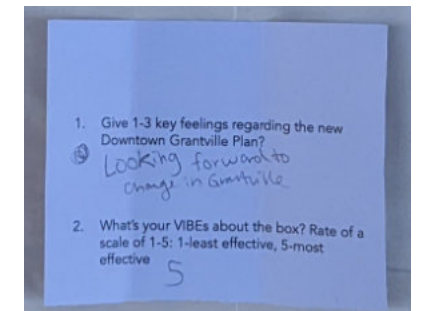 1. Give 1-3 key feelings regarding the new
Downtown Grantville Plan?
Looking forward to
change in Grantville
2. What's your VIBEs about the box? Rate of a
scale of 1-5: 1-least effective, 5-most
effective
5